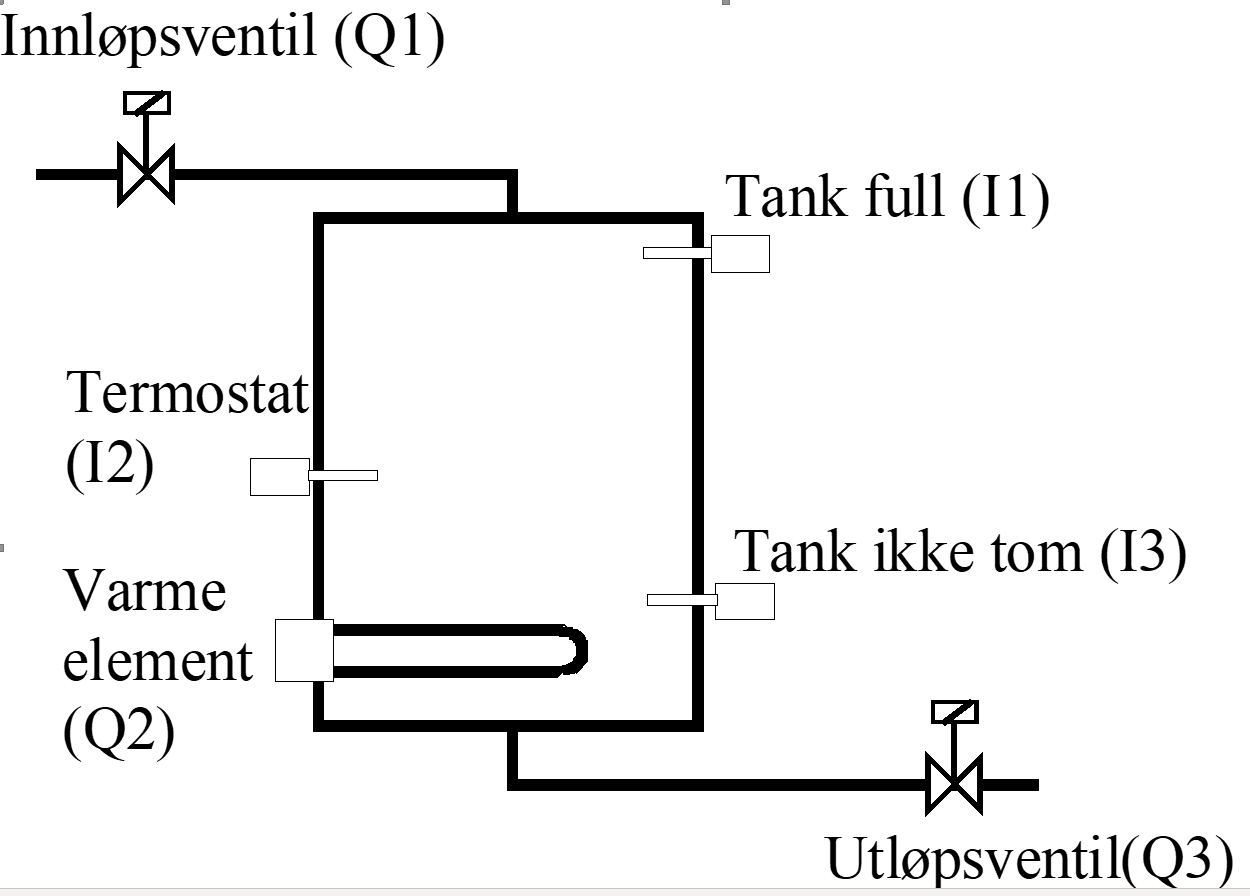 Innløpsventil (Q1)
Tank full (I1)
Termostat
(I2)
Tank ikke tom (I3)
Varme
element
(Q2)
Utløpsventil(Q3)